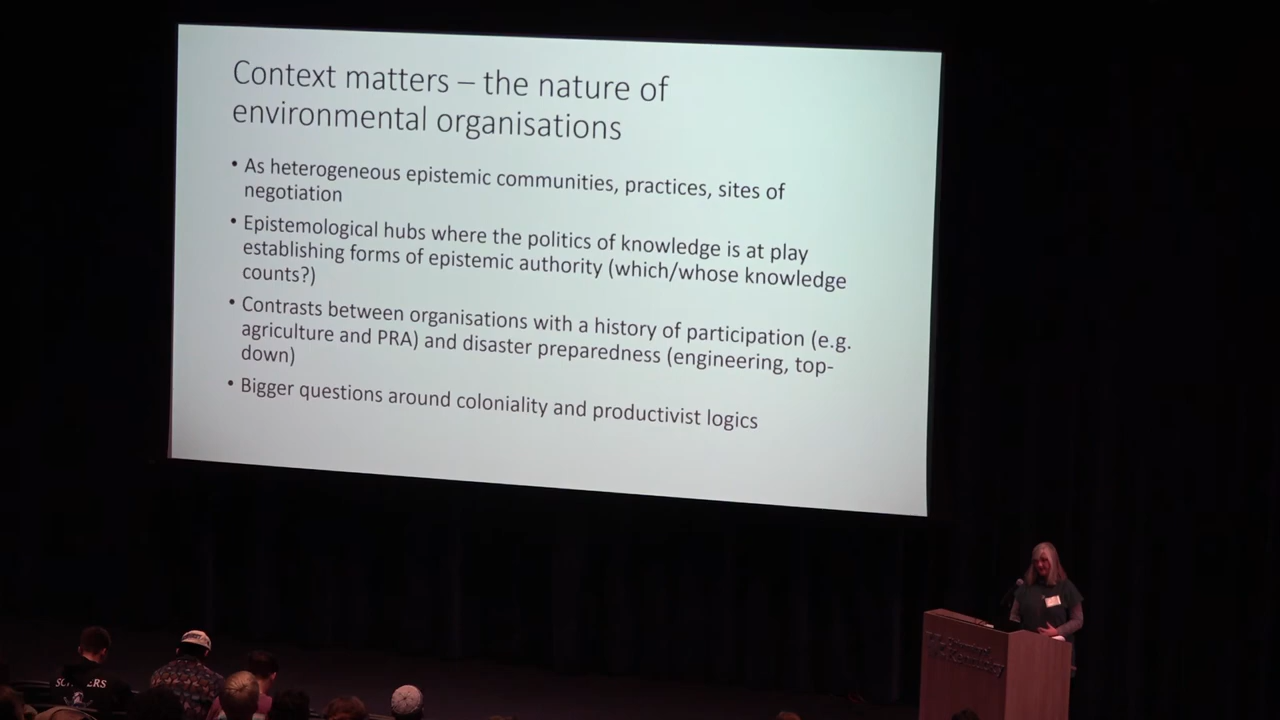 Context matters – the nature of
environmental organisations
• As heterogeneous epistemic communities, practices, sites of
negotiation
• Epistemological hubs where the politics of knowledge is at play
establishing forms of epistemic authority (which/whose knowledge
counts?)
• Contrasts between organisations with a history of participation (e.g.
agriculture and PRA) and disaster preparedness (engineering, top-
down)
• Bigger questions around coloniality and productivist logics